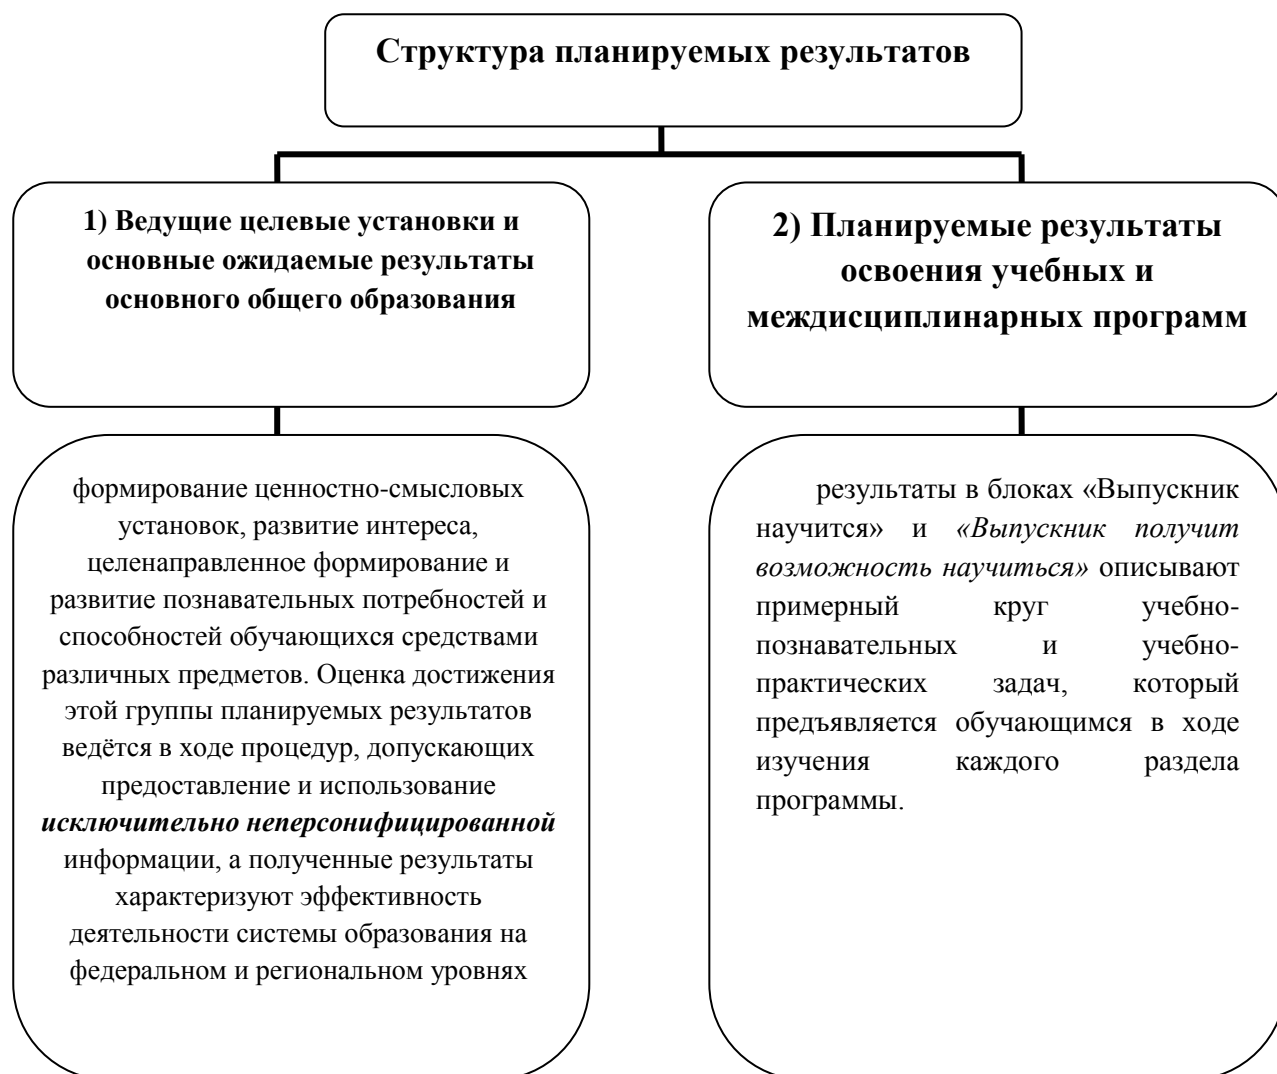 Структура планируемых результатов
1) Ведущие целевые установки и
основные ожидаемые результаты
основного общего образования
2) Планируемые результаты
освоения учебных и
междисциплинарных программ
формирование ценностно-смысловых
установок, развитие интереса,
целенаправленное формирование и
развитие познавательных потребностей и
способностей обучающихся средствами
различных предметов. Оценка достижения
этой группы планируемых результатов
ведётся в ходе процедур, допускающих
предоставление и использование
исключительно неперсонифицированной
информации, а полученные результаты
характеризуют эффективность
деятельности системы образования на
федеральном и региональном уровнях
результаты в блоках «Выпускник
научится» и «Выпускник получит
возможность научиться» описывают
примерный круг учебно-
познавательных и учебно-
практических задач, который
предъявляется обучающимся в ходе
изучения каждого раздела
программы.